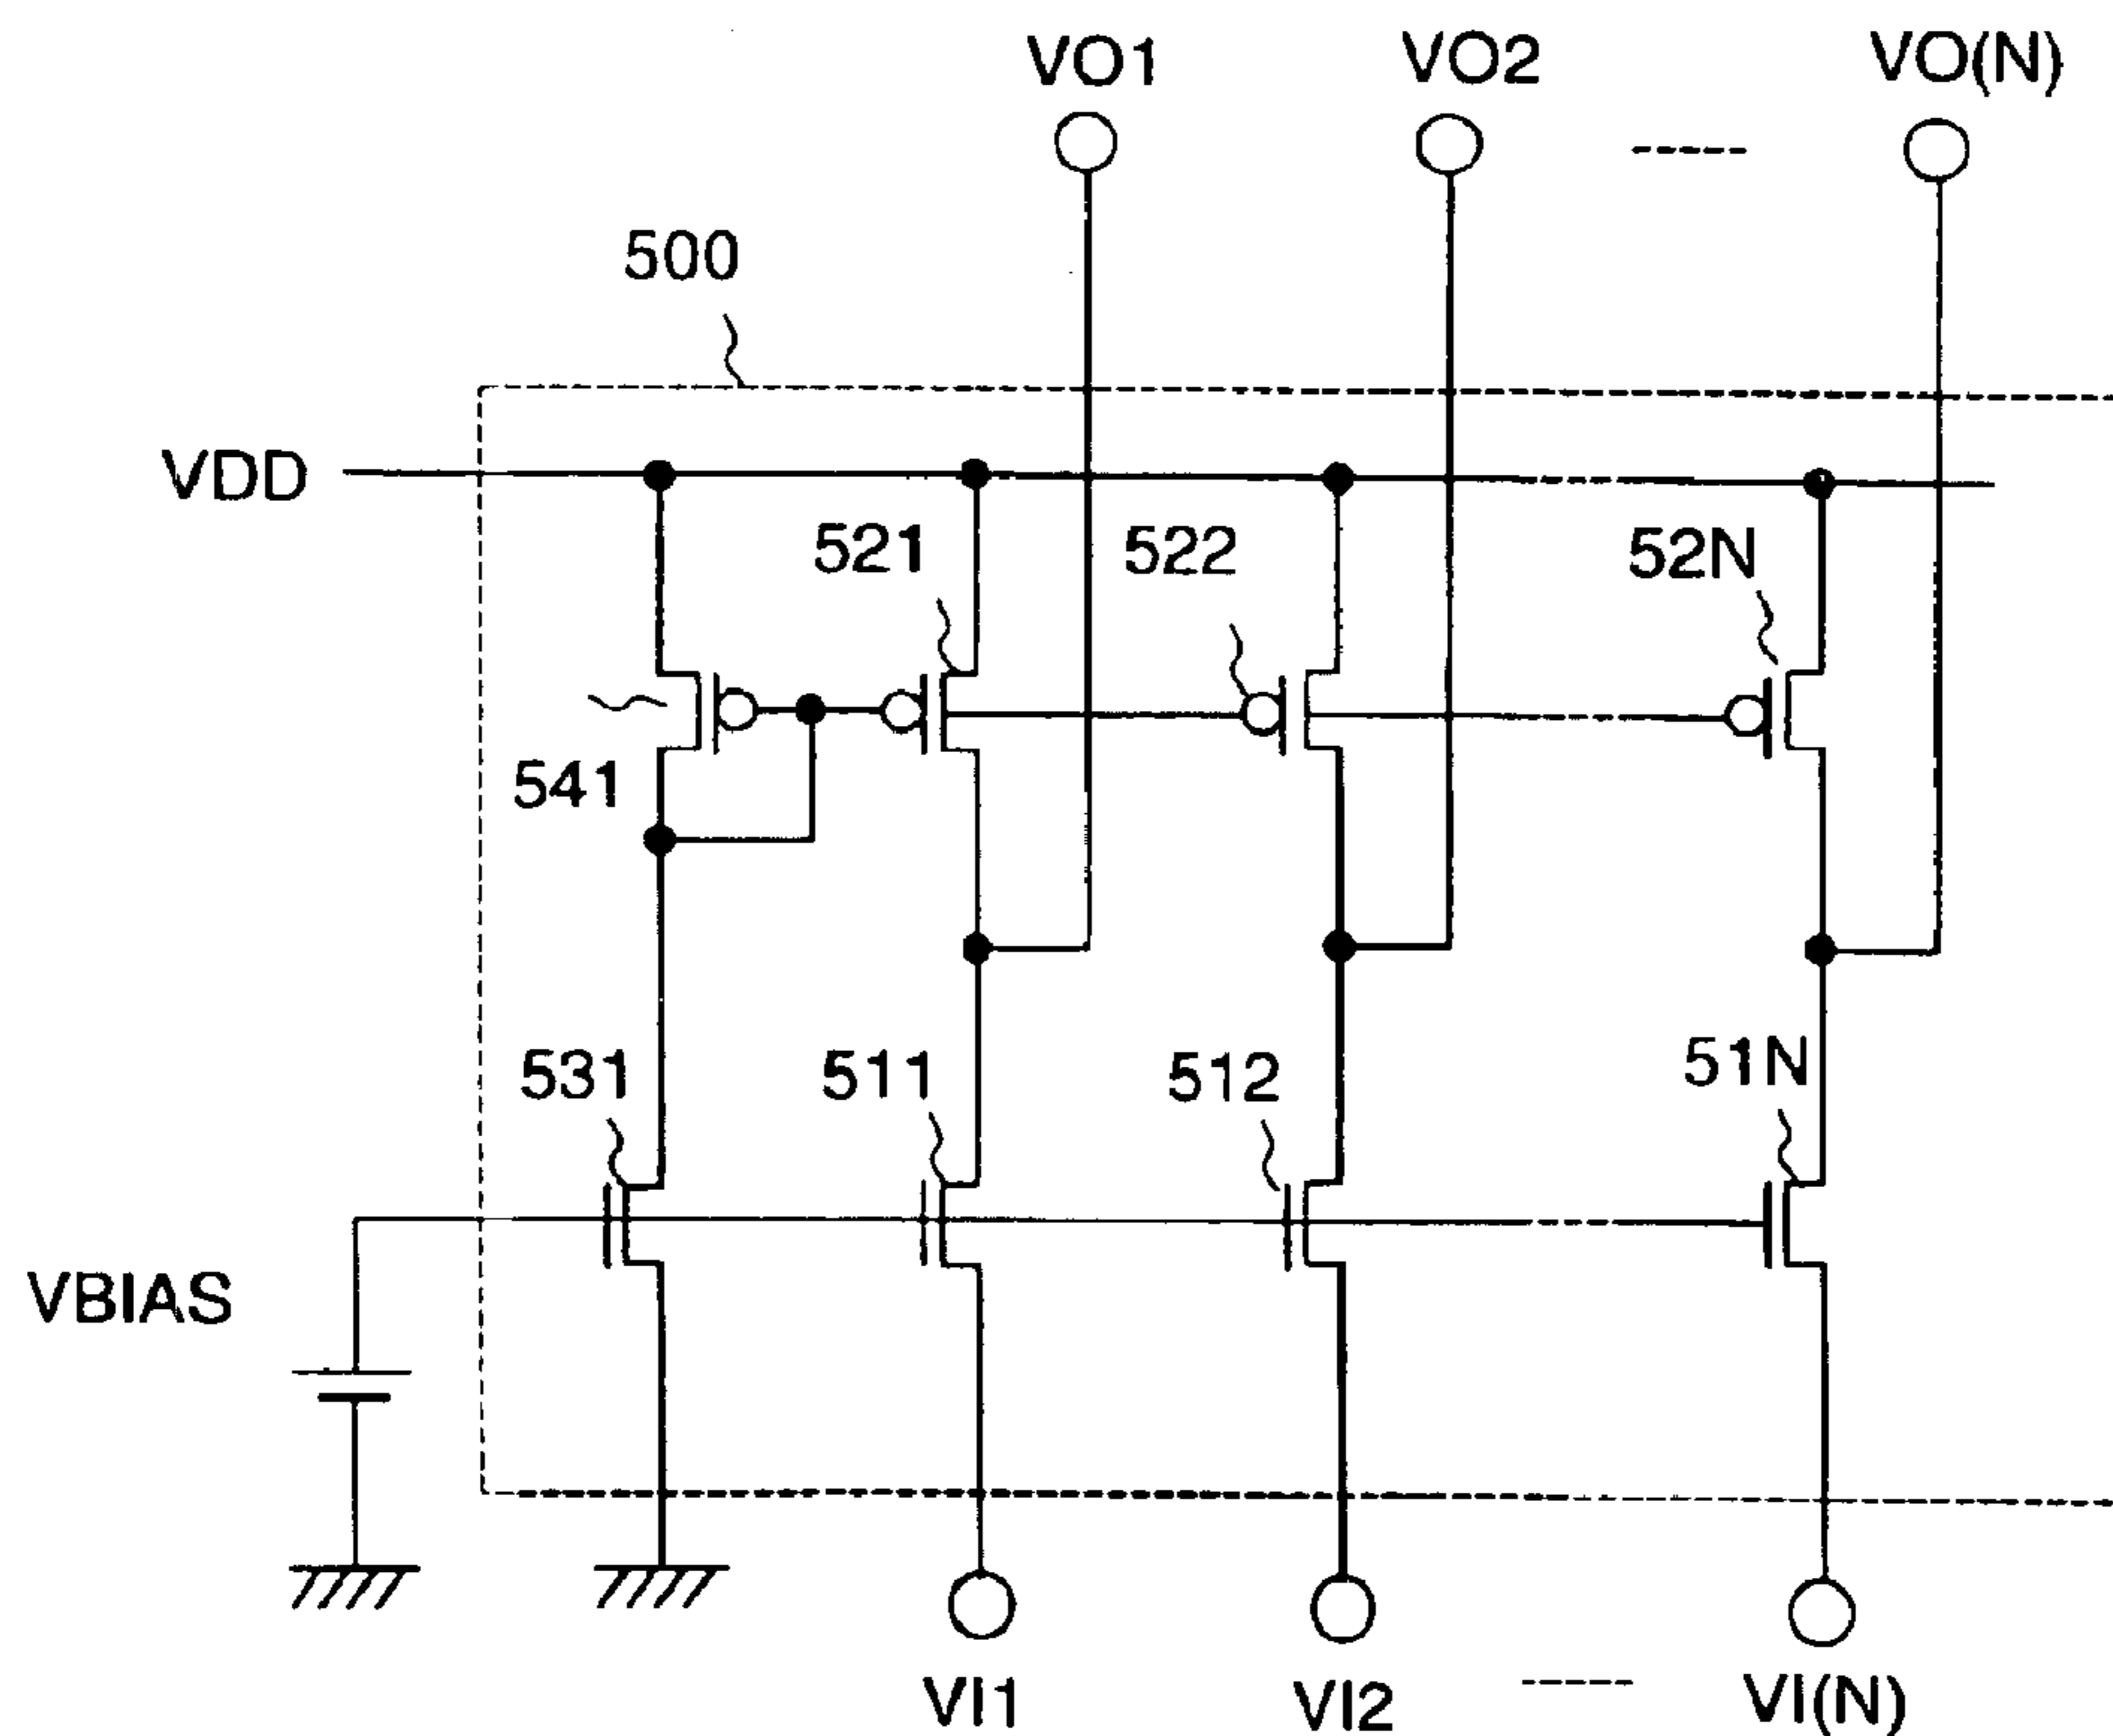 VO1 VO2 VO(N)
500
VDD
521 522 52N
541
531 511 512 51N
VBIAS
VI1 VI2 VI(N)